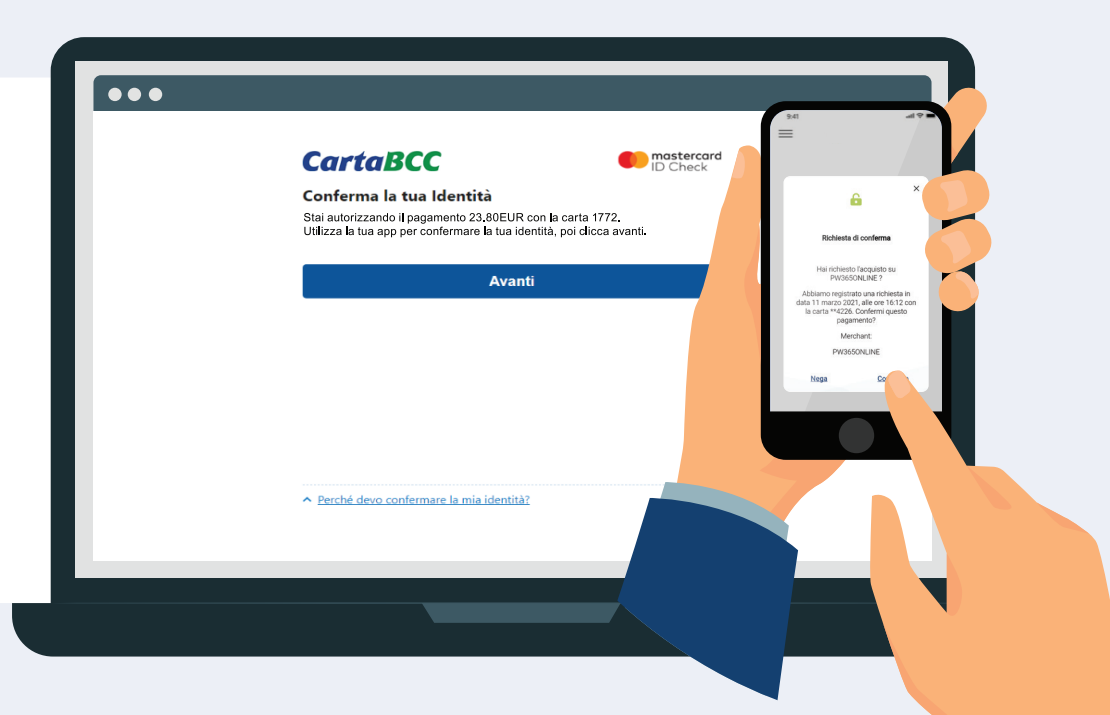 CartaBCC
mastercard
ID Check
Conferma la tua Identità
Stai autorizzando il pagamento 23.80EUR con la carta 1772.
Utilizza la tua app per confermare la tua identità, poi clicca avanti.
Avanti
Perché devo confermare la mia identità?
9:41
Richiesta di conferma
Hai richiesto l'acquisto su
PW365ONLINE ?
Abbiamo registrato una richiesta in
data 11 marzo 2021, alle ore 16:12 con
la carta **4226. Confermi questo
pagamento?
Merchant:
PW365ONLINE
Nega